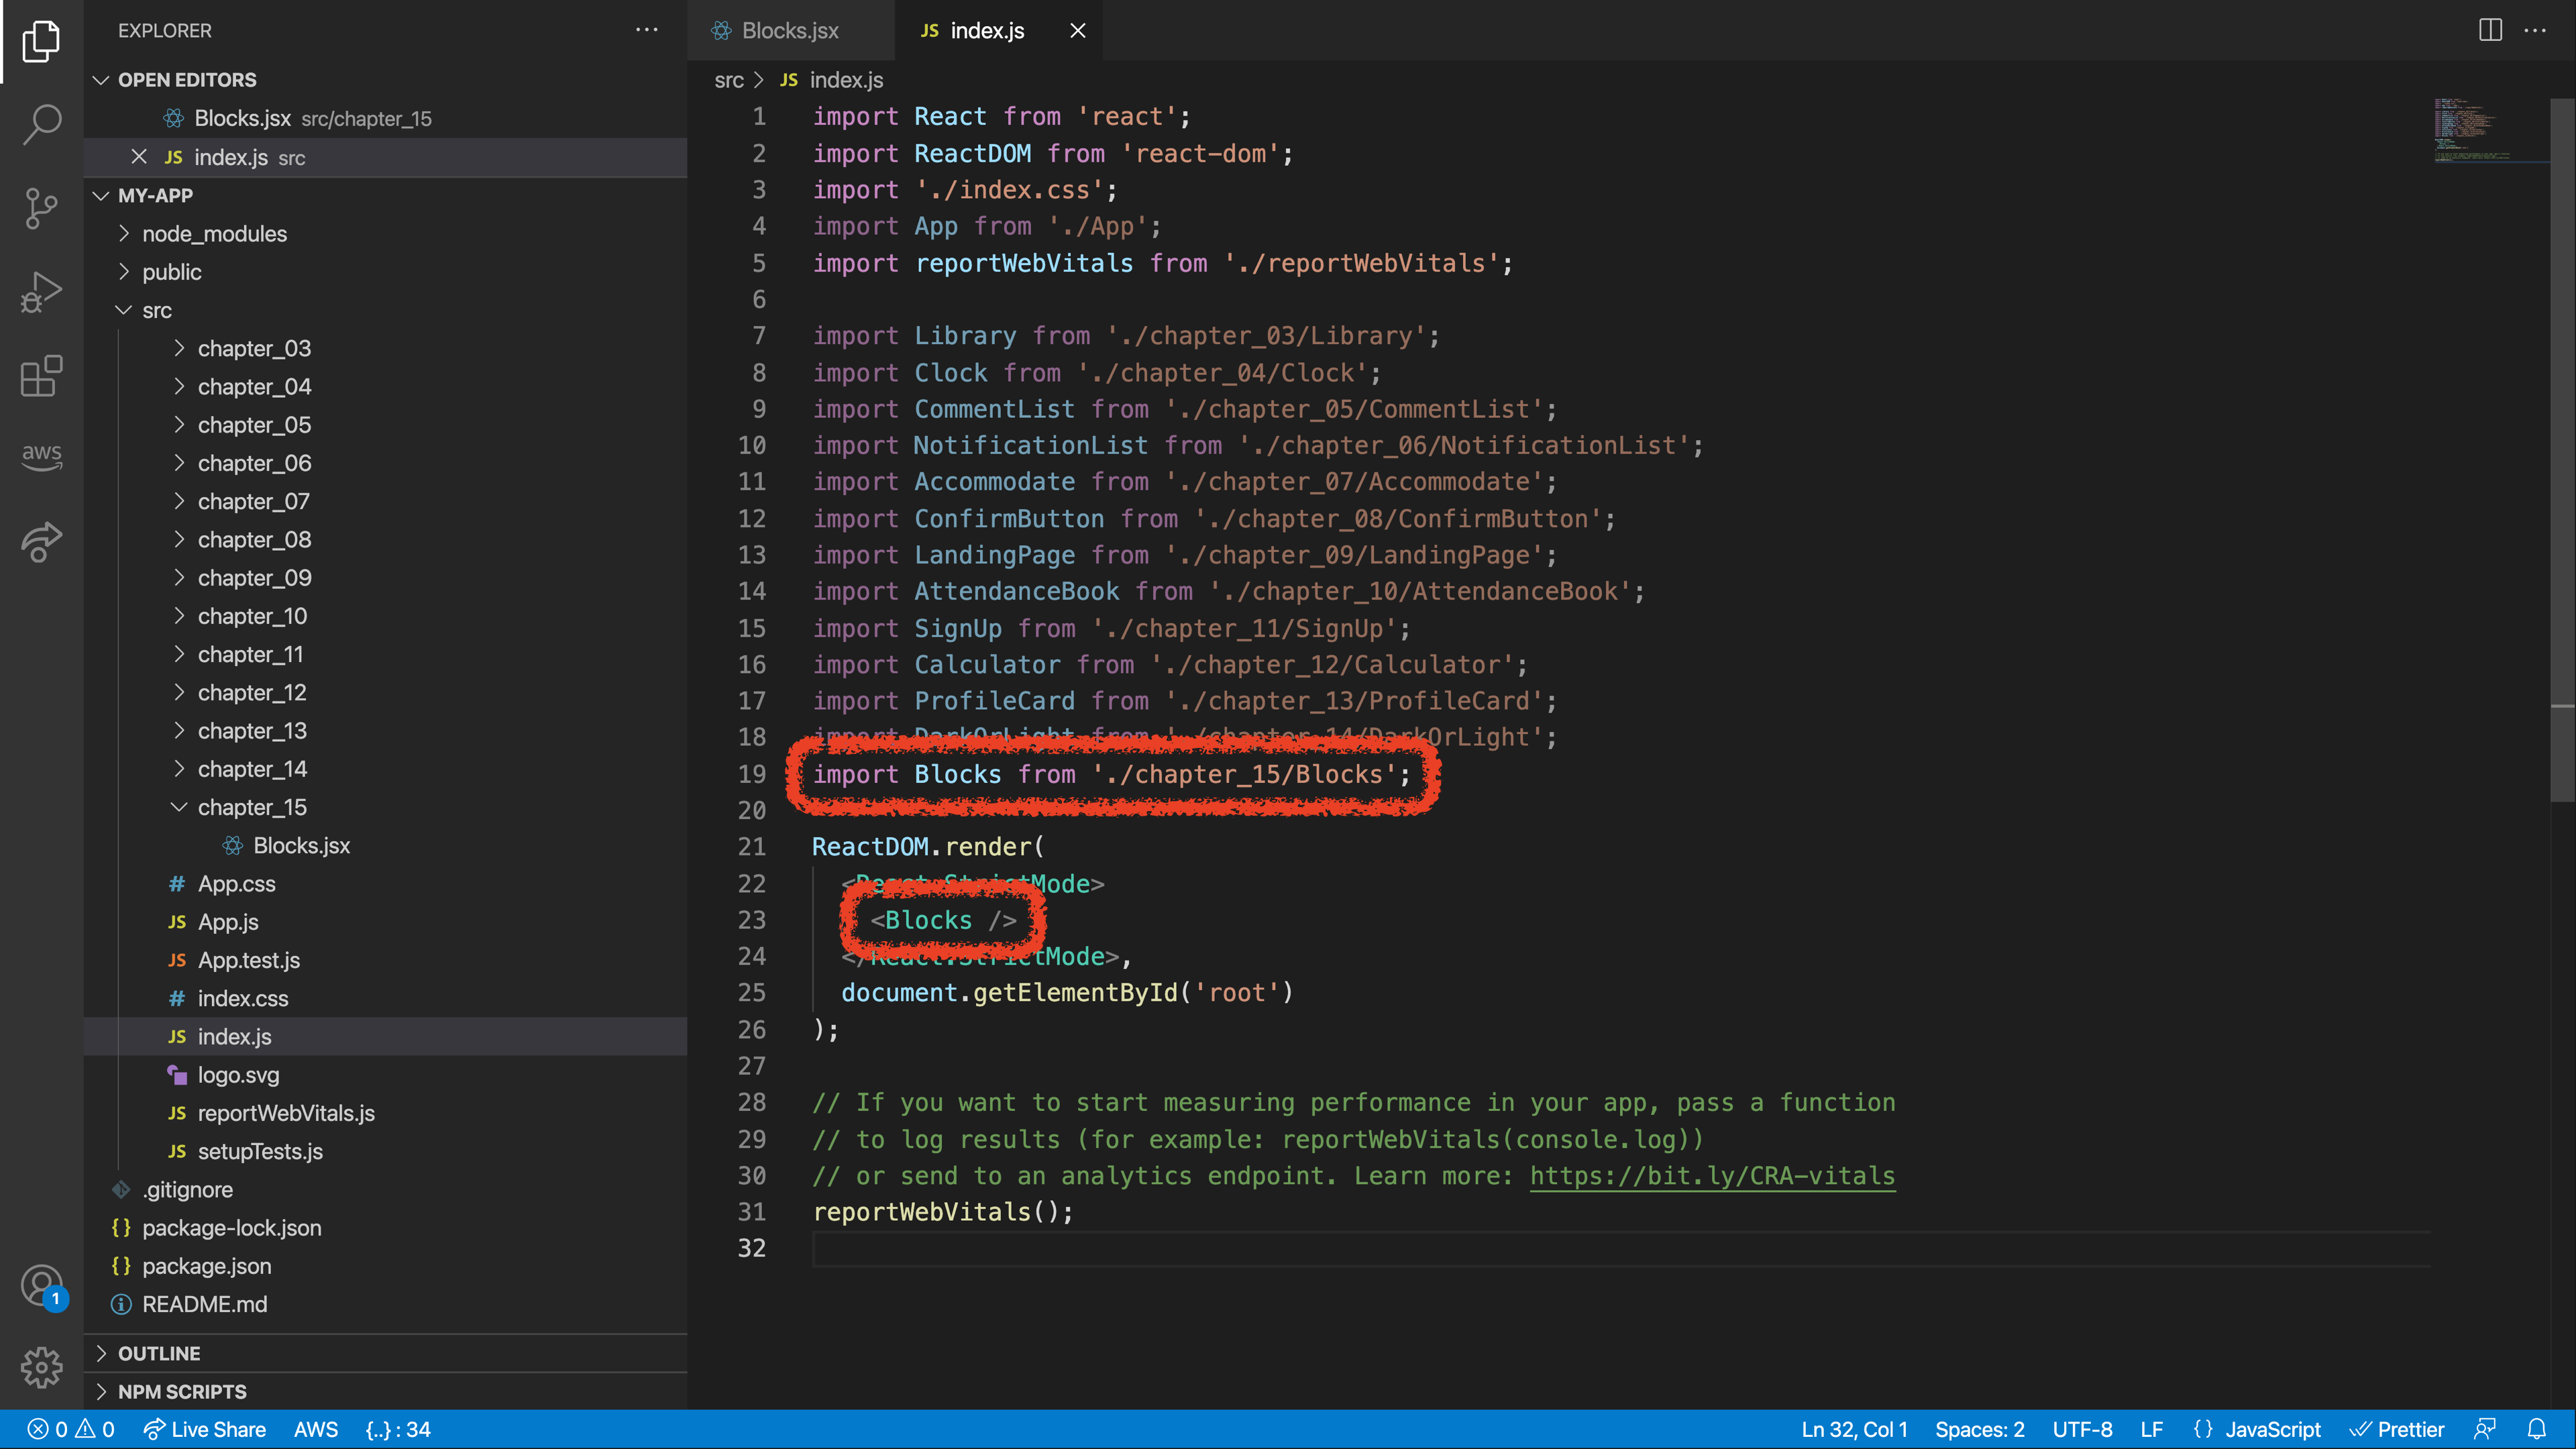 EXPLORER
OPEN EDITORS
Blocks.jsx src/chapter_15
JS index.js src
MY-APP
node_modules
public
src
chapter_03
chapter_04
chapter_05
chapter_06
chapter_07
chapter_08
chapter_09
chapter_10
chapter_11
chapter_12
chapter_13
chapter_14
chapter_15
Blocks.jsx
# App.css
JS App.js
JS App.test.js
# index.css
JS index.js
logo.svg
JS reportWebVitals.js
JS setupTests.js
.gitignore
{} package-lock.json
{} package.json
README.md
OUTLINE
NPM SCRIPTS
aws
1
Blocks.jsx
JS index.js
src > JS index.js
1 import React from 'react';
2 import ReactDOM from 'react-dom';
3 import './index.css';
4 import App from './App';
5 import reportWebVitals from './reportWebVitals';
6
7 import Library from './chapter_03/Library';
8 import Clock from './chapter_04/Clock';
9 import CommentList from './chapter_05/CommentList';
10 import NotificationList from './chapter_06/NotificationList';
11 import Accommodate from './chapter_07/Accommodate';
12 import ConfirmButton from './chapter_08/ConfirmButton';
13 import LandingPage from './chapter_09/LandingPage';
14 import AttendanceBook from './chapter_10/AttendanceBook';
15 import SignUp from './chapter_11/SignUp';
16 import Calculator from './chapter_12/Calculator';
17 import ProfileCard from './chapter_13/ProfileCard';
18 import DarkOrLight from './chapter_14/DarkOrLight';
19 import Blocks from './chapter_15/Blocks';
20
21 ReactDOM.render(
22 <React.StrictMode>
23 <Blocks />
24 </React.StrictMode>,
25 document.getElementById('root')
26 );
27
28 // If you want to start measuring performance in your app, pass a function
29 // to log results (for example: reportWebVitals(console.log))
30 // or send to an analytics endpoint. Learn more: https://bit.ly/CRA-vitals
31 reportWebVitals();
32
0 0 Live Share AWS {..} : 34 Ln 32, Col 1 Spaces: 2 UTF-8 LF {} JavaScript Prettier